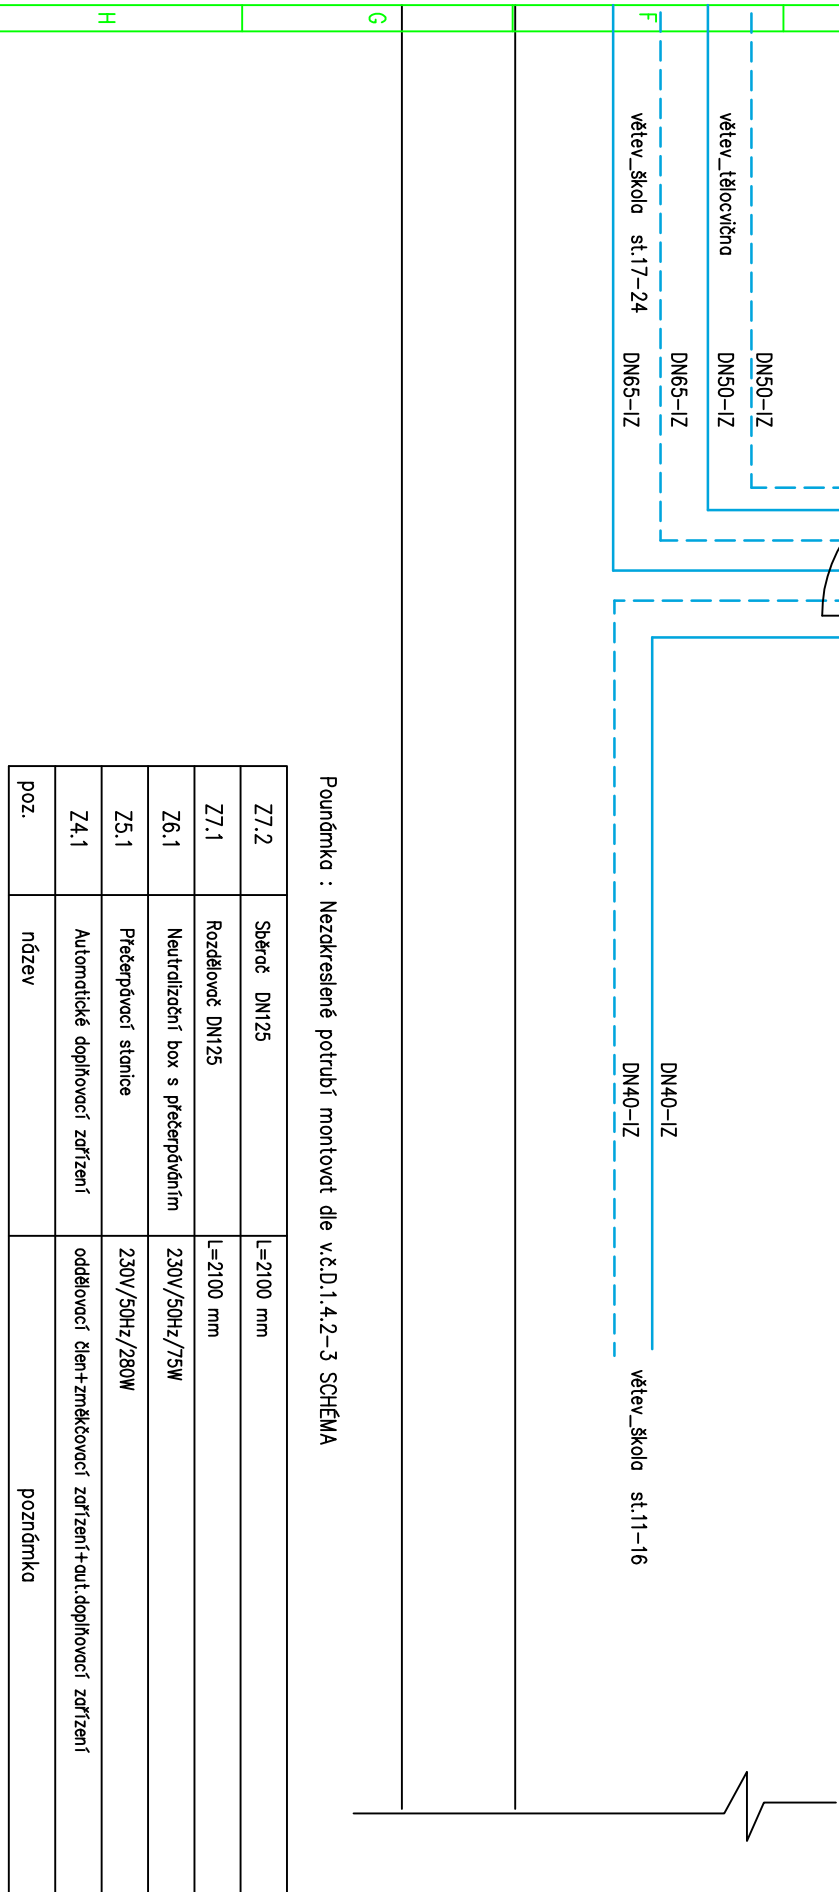 F
G
H
DN50-IZ
větev_tělocvična DN50-IZ
DN65-IZ
větev_škola st.17-24 DN65-IZ
DN40-IZ
DN40-IZ
větev_škola st.11-16
Pounámka : Nezakreslené potrubí montovat dle v.č.D.1.4.2-3 SCHÉMA
Z7.2 Sběrač DN125 L=2100 mm
Z7.1 Rozdělovač DN125 L=2100 mm
Z6.1 Neutralizační box s přečerpáváním 230V/50Hz/75W
Z5.1 Přečerpávací stanice 230V/50Hz/280W
Z4.1 Automatické doplňovací zařízení oddělovací člen+změkčovací zařízení+aut.doplňovací zařízení
poz. název poznámka